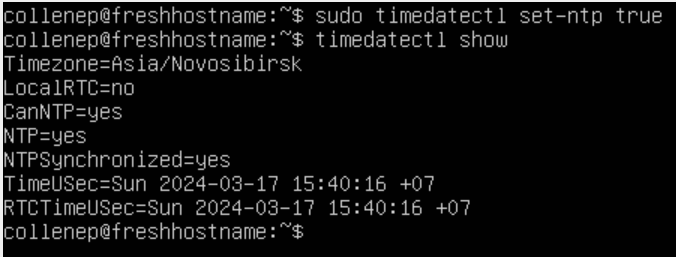 collenep@freshhostname:~$ sudo timedatectl set-ntp true
collenep@freshhostname:~$ timedatectl show
Timezone=Asia/Novosibirsk
LocalRTC=no
CanNTP=yes
NTP=yes
NTPSynchronized=yes
TimeUSec=Sun 2024-03-17 15:40:16 +07
RTCTimeUSec=Sun 2024-03-17 15:40:16 +07
collenep@freshhostname:~$